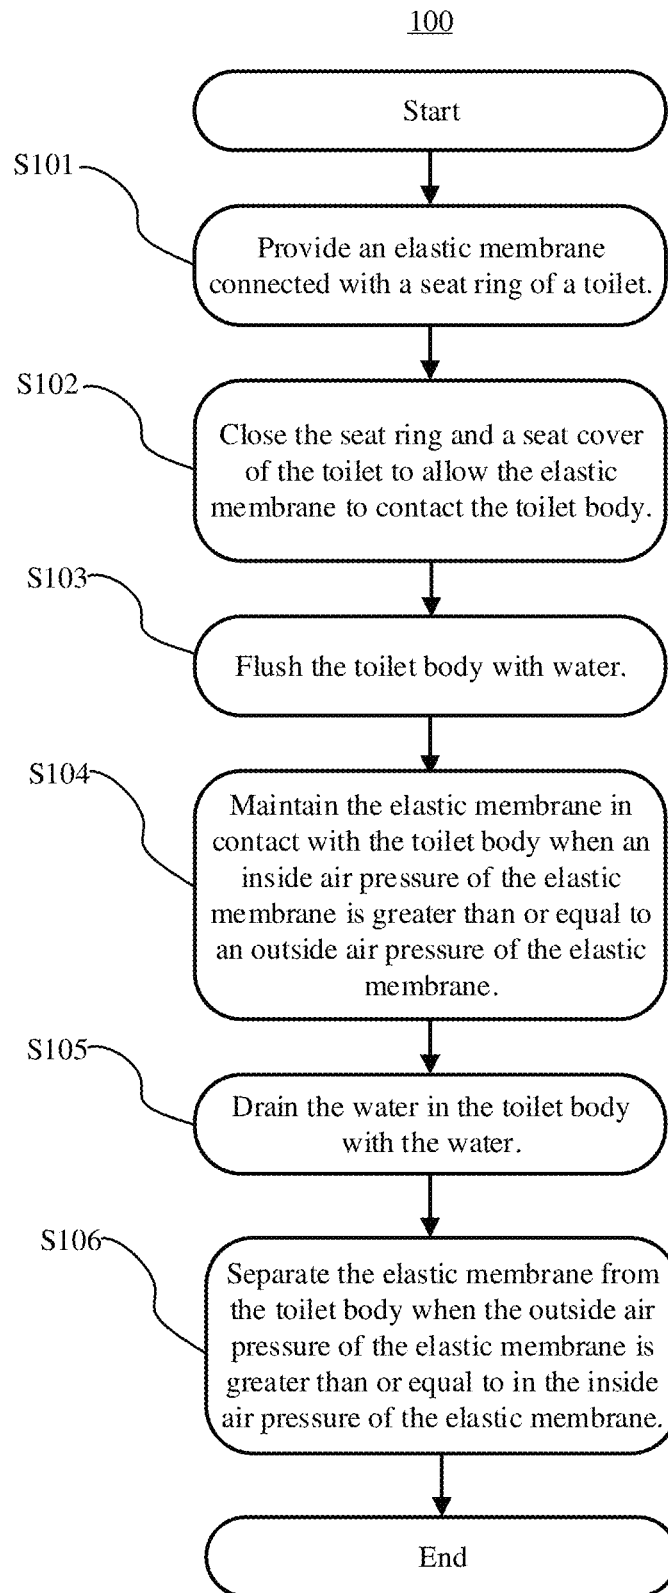 100
Start
S101
Provide an elastic membrane
connected with a seat ring of a toilet.
S102
Close the seat ring and a seat cover
of the toilet to allow the elastic
membrane to contact the toilet body.
S103
Flush the toilet body with water.
S104
Maintain the elastic membrane in
contact with the toilet body when an
inside air pressure of the elastic
membrane is greater than or equal to
an outside air pressure of the elastic
membrane.
S105
Drain the water in the toilet body
with the water.
S106
Separate the elastic membrane from
the toilet body when the outside air
pressure of the elastic membrane is
greater than or equal to in the inside
air pressure of the elastic membrane.
End